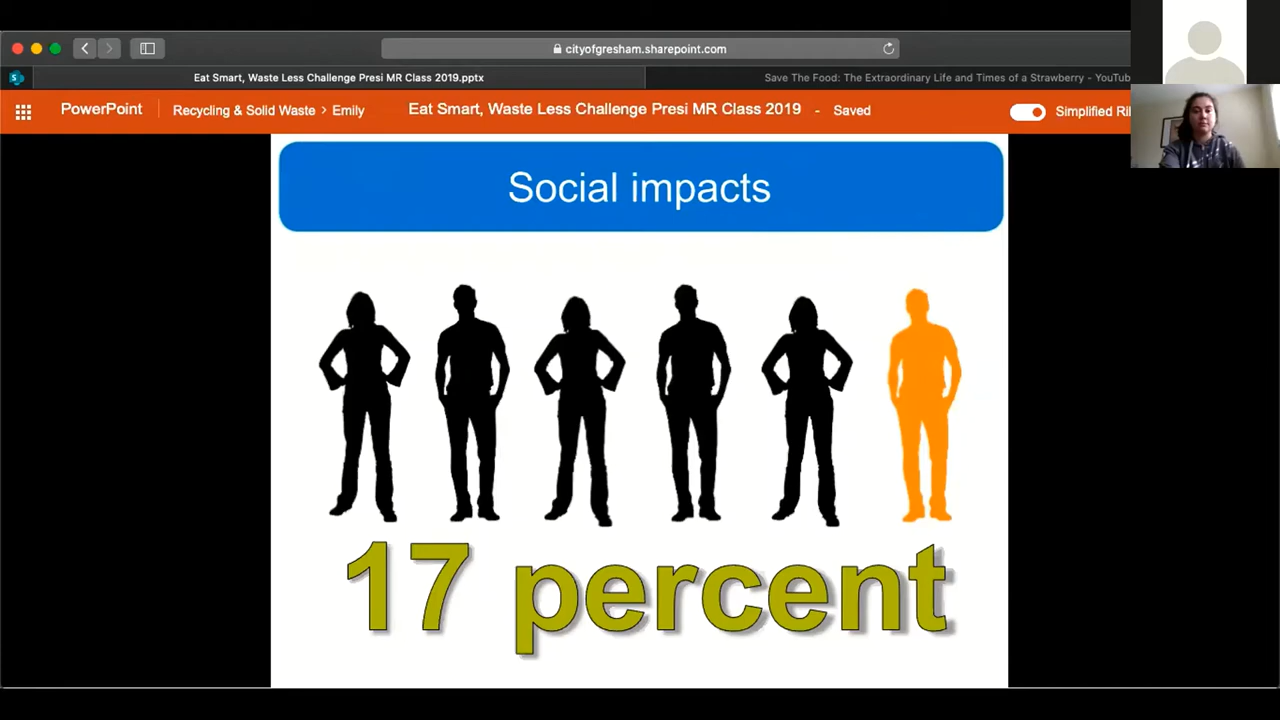 cityofgresham.sharepoint.com
Eat Smart, Waste Less Challenge Presi MR Class 2019.pptx
Save The Food: The Extraordinary Life and Times of a Strawberry - YouTub
PowerPoint
Recycling & Solid Waste > Emily
Eat Smart, Waste Less Challenge Presi MR Class 2019 - Saved
Simplified Ri
Social impacts
17 percent